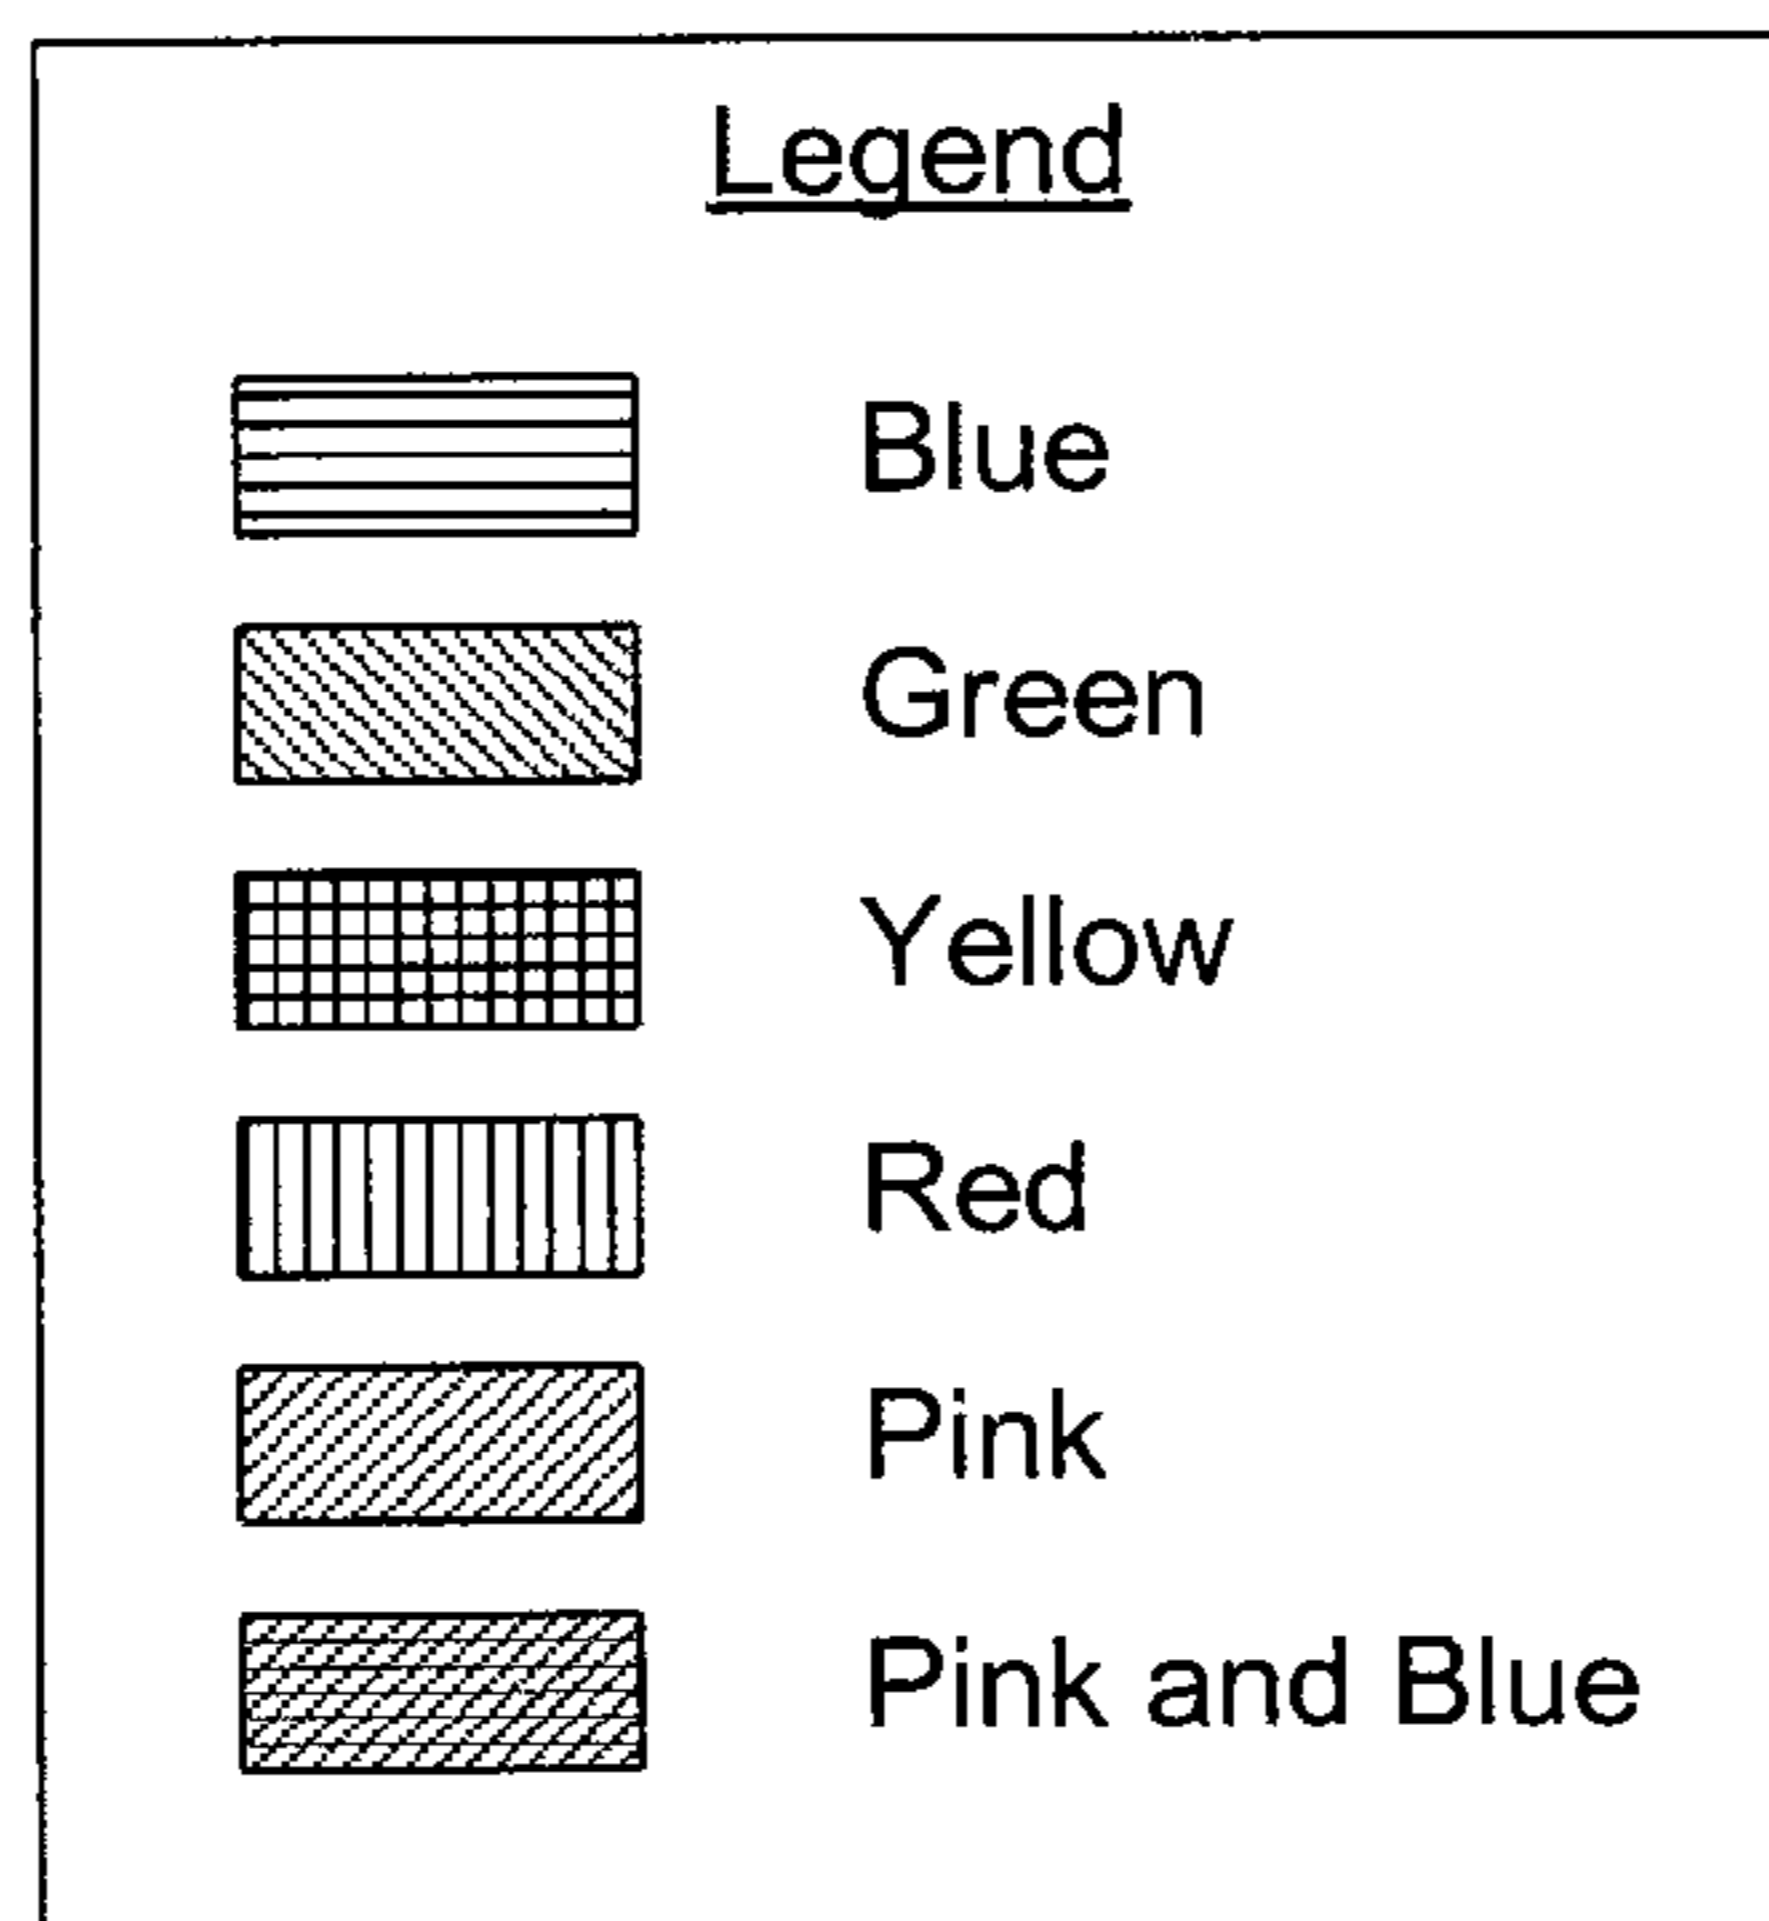 Legend
Blue
Green
Yellow
Red
Pink
Pink and Blue